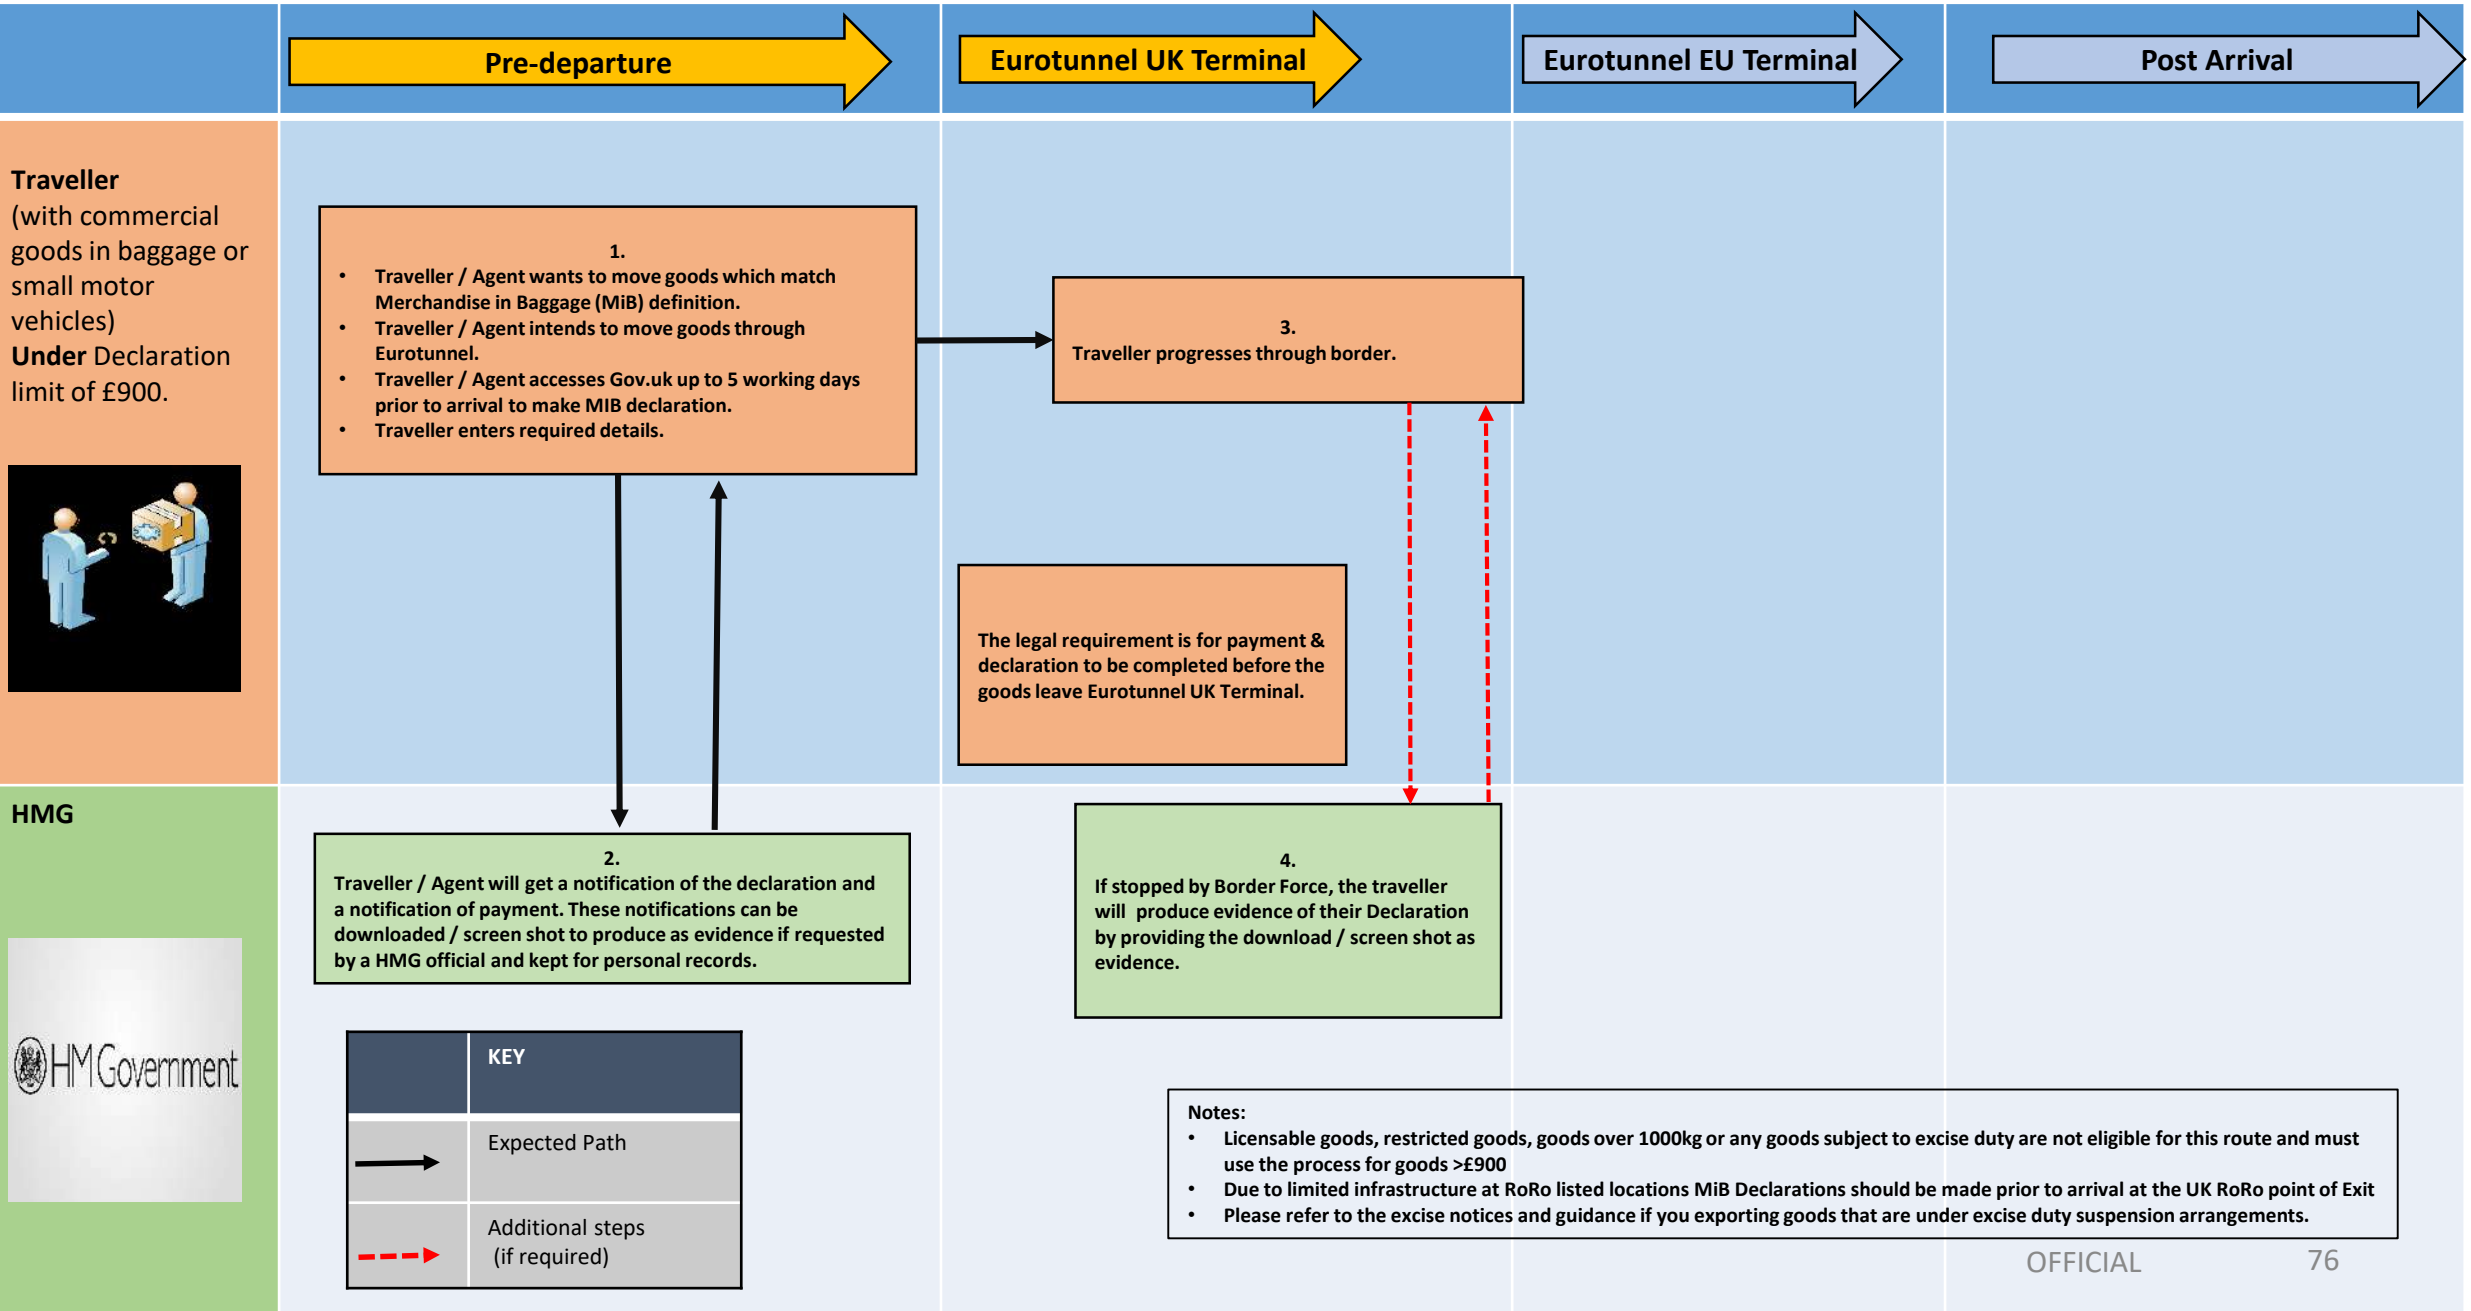 Pre-departure
Eurotunnel UK Terminal
Eurotunnel EU Terminal
Post Arrival
Traveller
(with commercial
goods in baggage or
small motor
vehicles)
Under Declaration
limit of £900.
1.
• Traveller / Agent wants to move goods which match
Merchandise in Baggage (MiB) definition.
• Traveller / Agent intends to move goods through
Eurotunnel.
• Traveller / Agent accesses Gov.uk up to 5 working days
prior to arrival to make MIB declaration.
• Traveller enters required details.
3.
Traveller progresses through border.
The legal requirement is for payment &
declaration to be completed before the
goods leave Eurotunnel UK Terminal.
HMG
HM Government
2.
Traveller / Agent will get a notification of the declaration and
a notification of payment. These notifications can be
downloaded / screen shot to produce as evidence if requested
by a HMG official and kept for personal records.
4.
If stopped by Border Force, the traveller
will produce evidence of their Declaration
by providing the download / screen shot as
evidence.
KEY
Expected Path
Additional steps
(if required)
Notes:
• Licensable goods, restricted goods, goods over 1000kg or any goods subject to excise duty are not eligible for this route and must
use the process for goods >£900
• Due to limited infrastructure at RoRo listed locations MiB Declarations should be made prior to arrival at the UK RoRo point of Exit
• Please refer to the excise notices and guidance if you exporting goods that are under excise duty suspension arrangements.
OFFICIAL
76